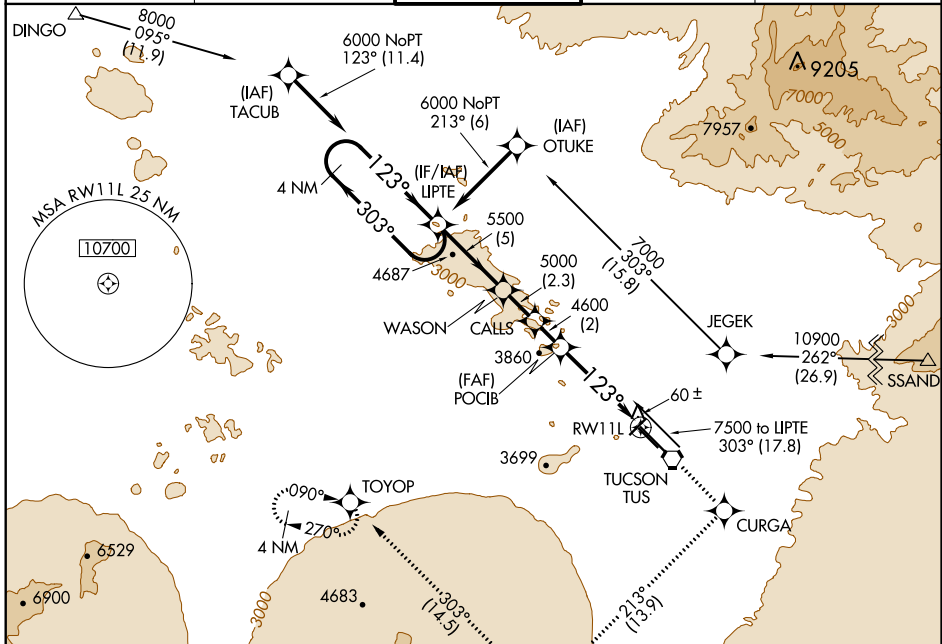 DINGO
8000
095°
(11.9)
6000 NoPT
123° (11.4)
(IAF)
TACUB
6000 NoPT
213° (6)
(IAF)
OTUKE
9205
7000
7957
5000
4 NM
123°
(IF/IAF)
LIPTE
303°
MSA RW11L 25 NM
10700
5500
(5)
4687
3000
5000
(2.3)
4600
(2)
WASON
CALLS
3860
(FAF)
POCIB
7000
303°
(15.8)
JEGEK
3000
10900
262°
(26.9)
SSAND
123°
60 ±
RW11L
7500 to LIPTE
303° (17.8)
3699
TUCSON
TUS
CURGA
090°
TOYOP
270°
4 NM
6529
6900
3000
4683
303°
(14.5)
213°
(13.9)